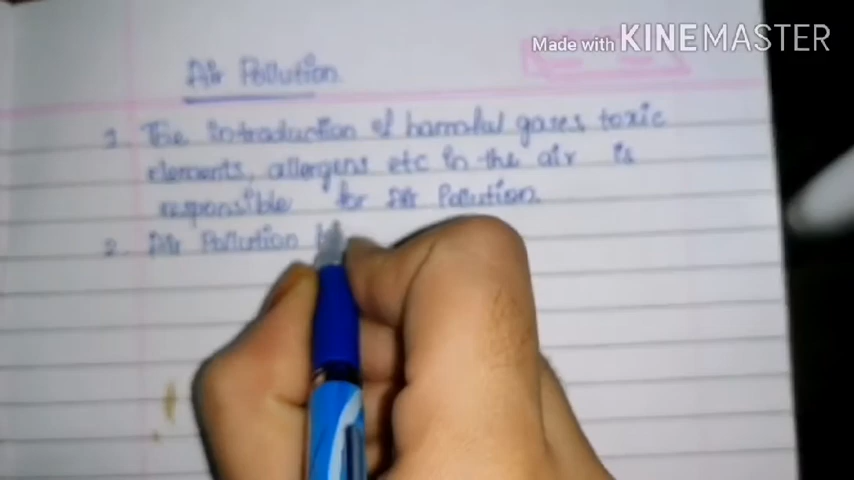 Made with KINEMASTER
Air Pollution
1. The introduction of harmful gases, toxic
elements, allergens etc in the air is
responsible for Air Pollution.
2. Air Pollution